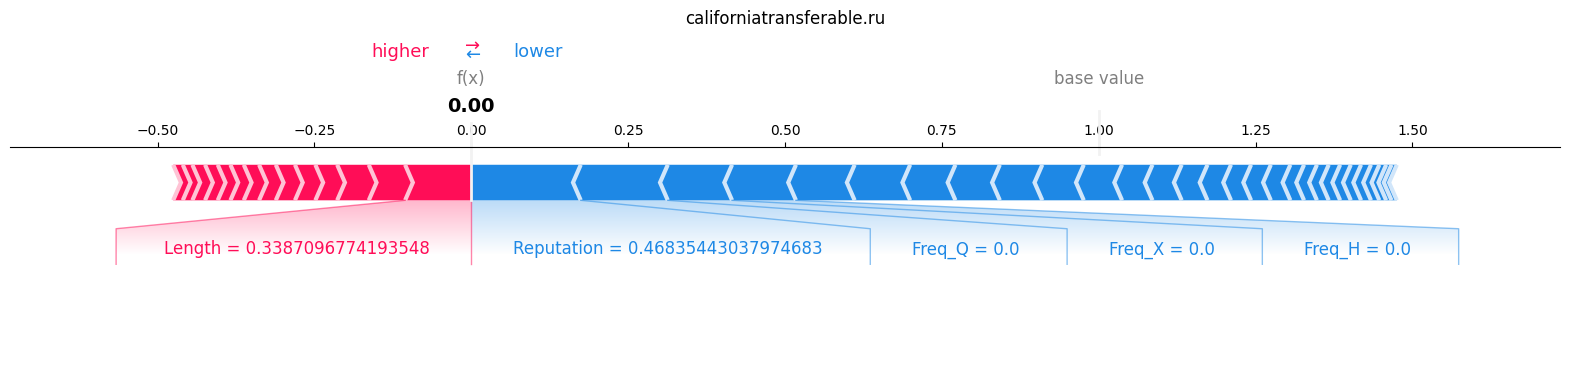 californiatransferable.ru
higher → ← lower
f(x) base value
0.00
−0.50 −0.25 0.00 0.25 0.50 0.75 1.00 1.25 1.50
Length = 0.3387096774193548 Reputation = 0.46835443037974683 Freq_Q = 0.0 Freq_X = 0.0 Freq_H = 0.0